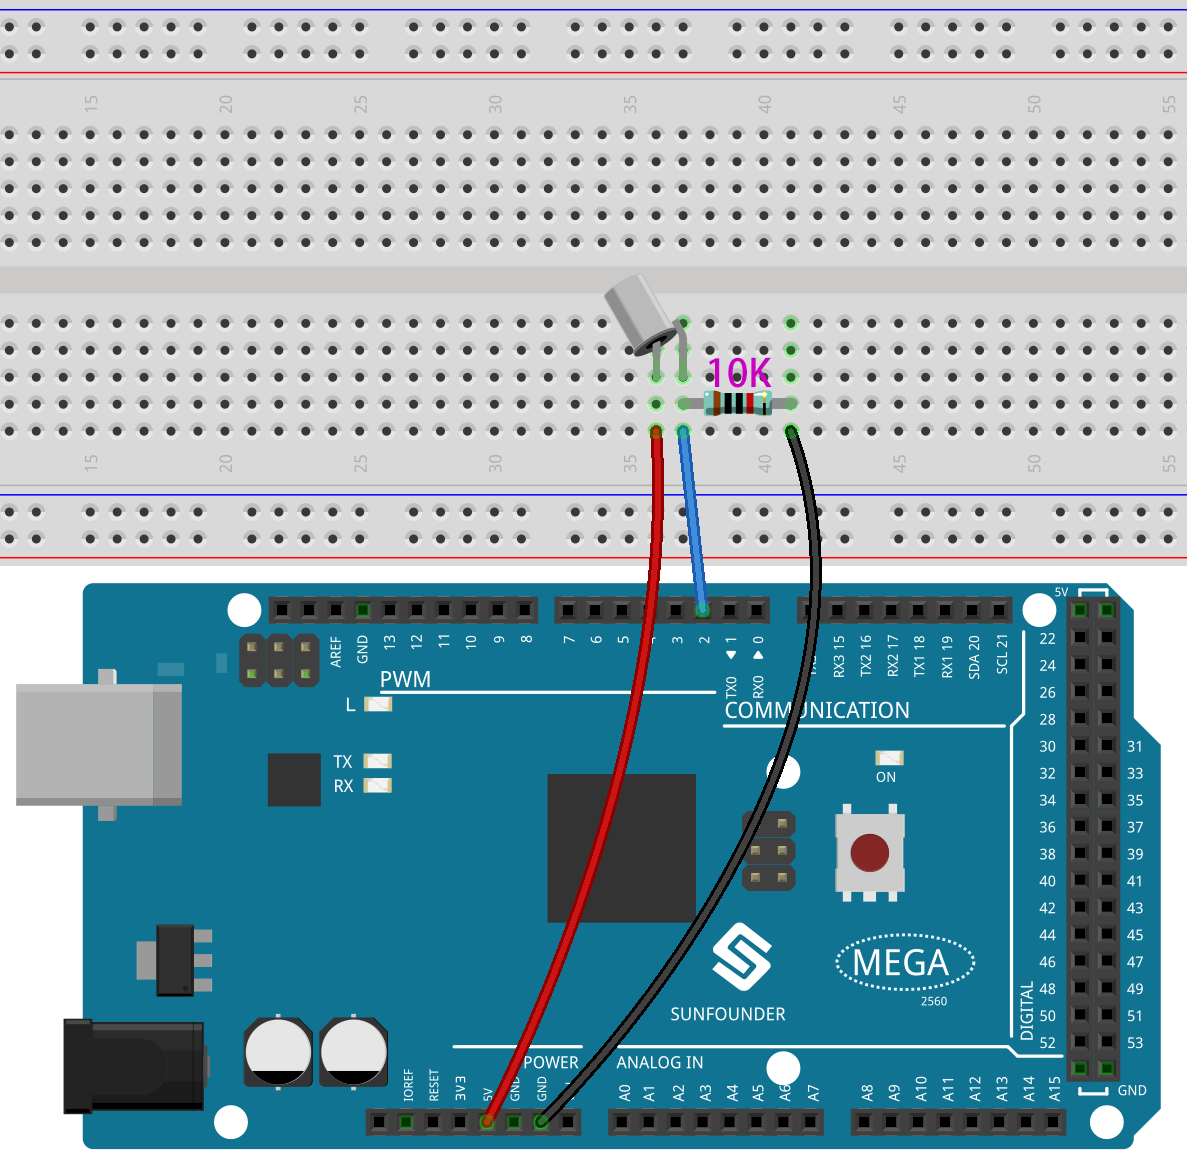 15 20 25 30 35 40 45 50 55
10K
15 20 25 30 35 40 45 50 55
5V
AREF GND 13 12 11 10 9 8 7 6 5 3 2 1 0 RX3 15 TX2 16 RX2 17 TX1 18 RX1 19 SDA 20 SCL 21
TX0 RX0
PWM
COMMUNICATION
L
TX
RX
ON
22
24
26
28
30 31
32 33
34 35
36 37
38 39
40 41
42 43
44 45
46 47
48 49
50 51
52 53
DIGITAL
MEGA
2560
SUNFOUNDER
POWER ANALOG IN
IOREF RESET 3V3 5V GND GND A0 A1 A2 A3 A4 A5 A6 A7 A8 A9 A10 A11 A12 A13 A14 A15
GND